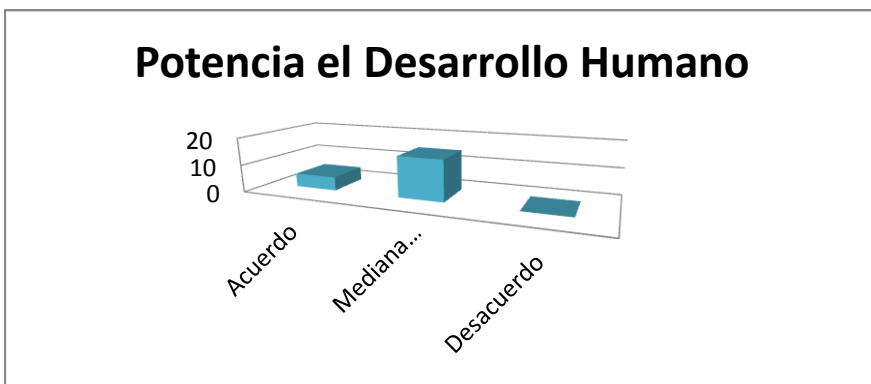 Potencia el Desarrollo Humano
20
10
0
Acuerdo
Mediana...
Desacuerdo